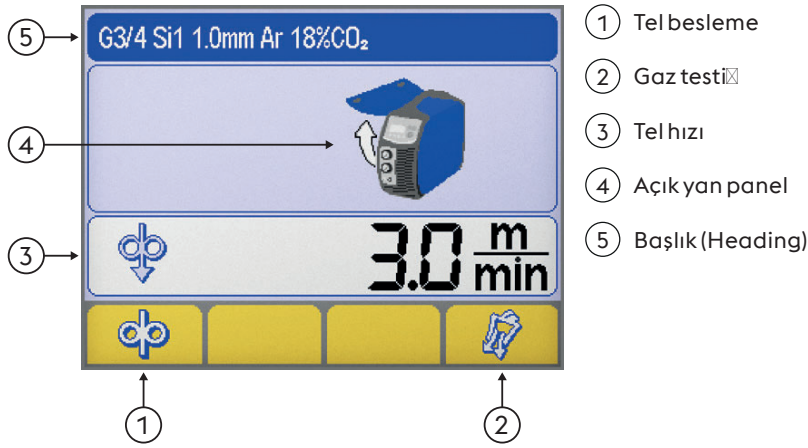 5
G3/4 Si1 1.0mm Ar 18%CO₂
4
3
3.0 m/min
1
2
1 Tel besleme
2 Gaz testi
3 Tel hızı
4 Açık yan panel
5 Başlık (Heading)